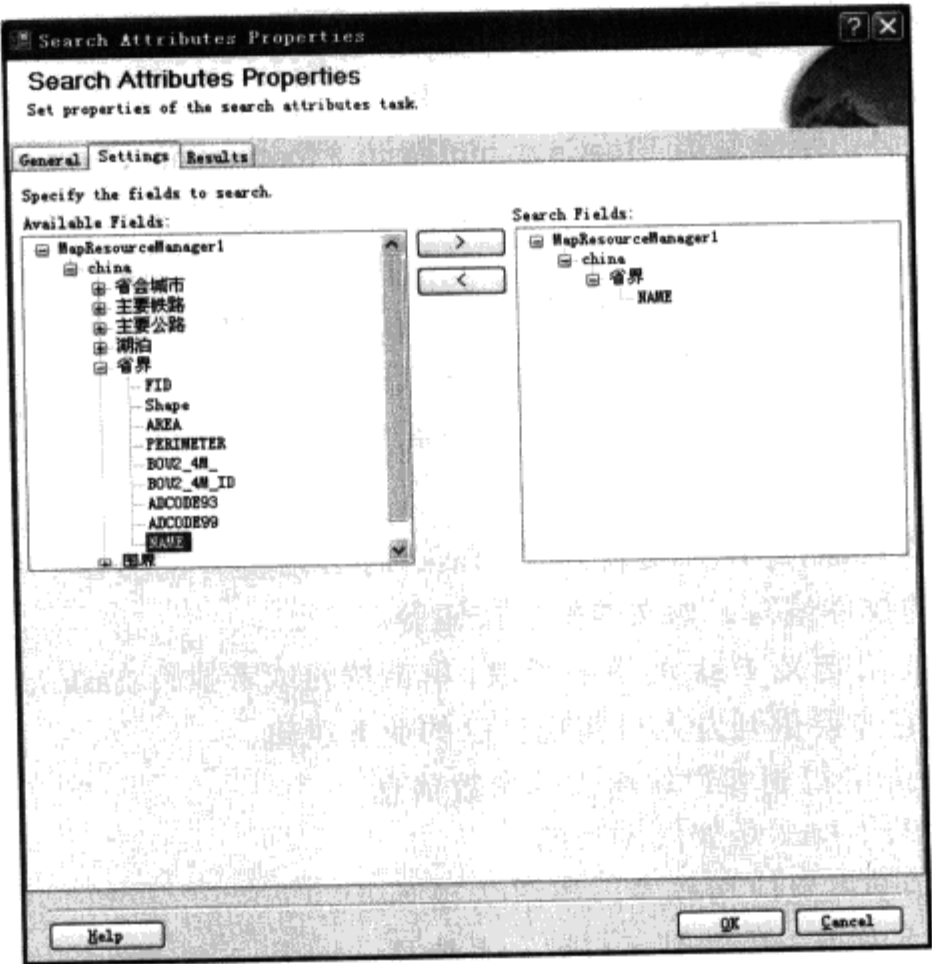 Search Attributes Properties
Search Attributes Properties
Set properties of the search attributes task.
General Settings Results
Specify the fields to search.
Available Fields:
MapResourceManager1
china
省会城市
主要铁路
主要公路
湖泊
省界
FID
Shape
AREA
PERIMETER
BOU2_4M_
BOU2_4M_ID
ADCODE93
ADCODE99
NAME
国界
>
<
Search Fields:
MapResourceManager1
china
省界
NAME
Help
OK
Cancel